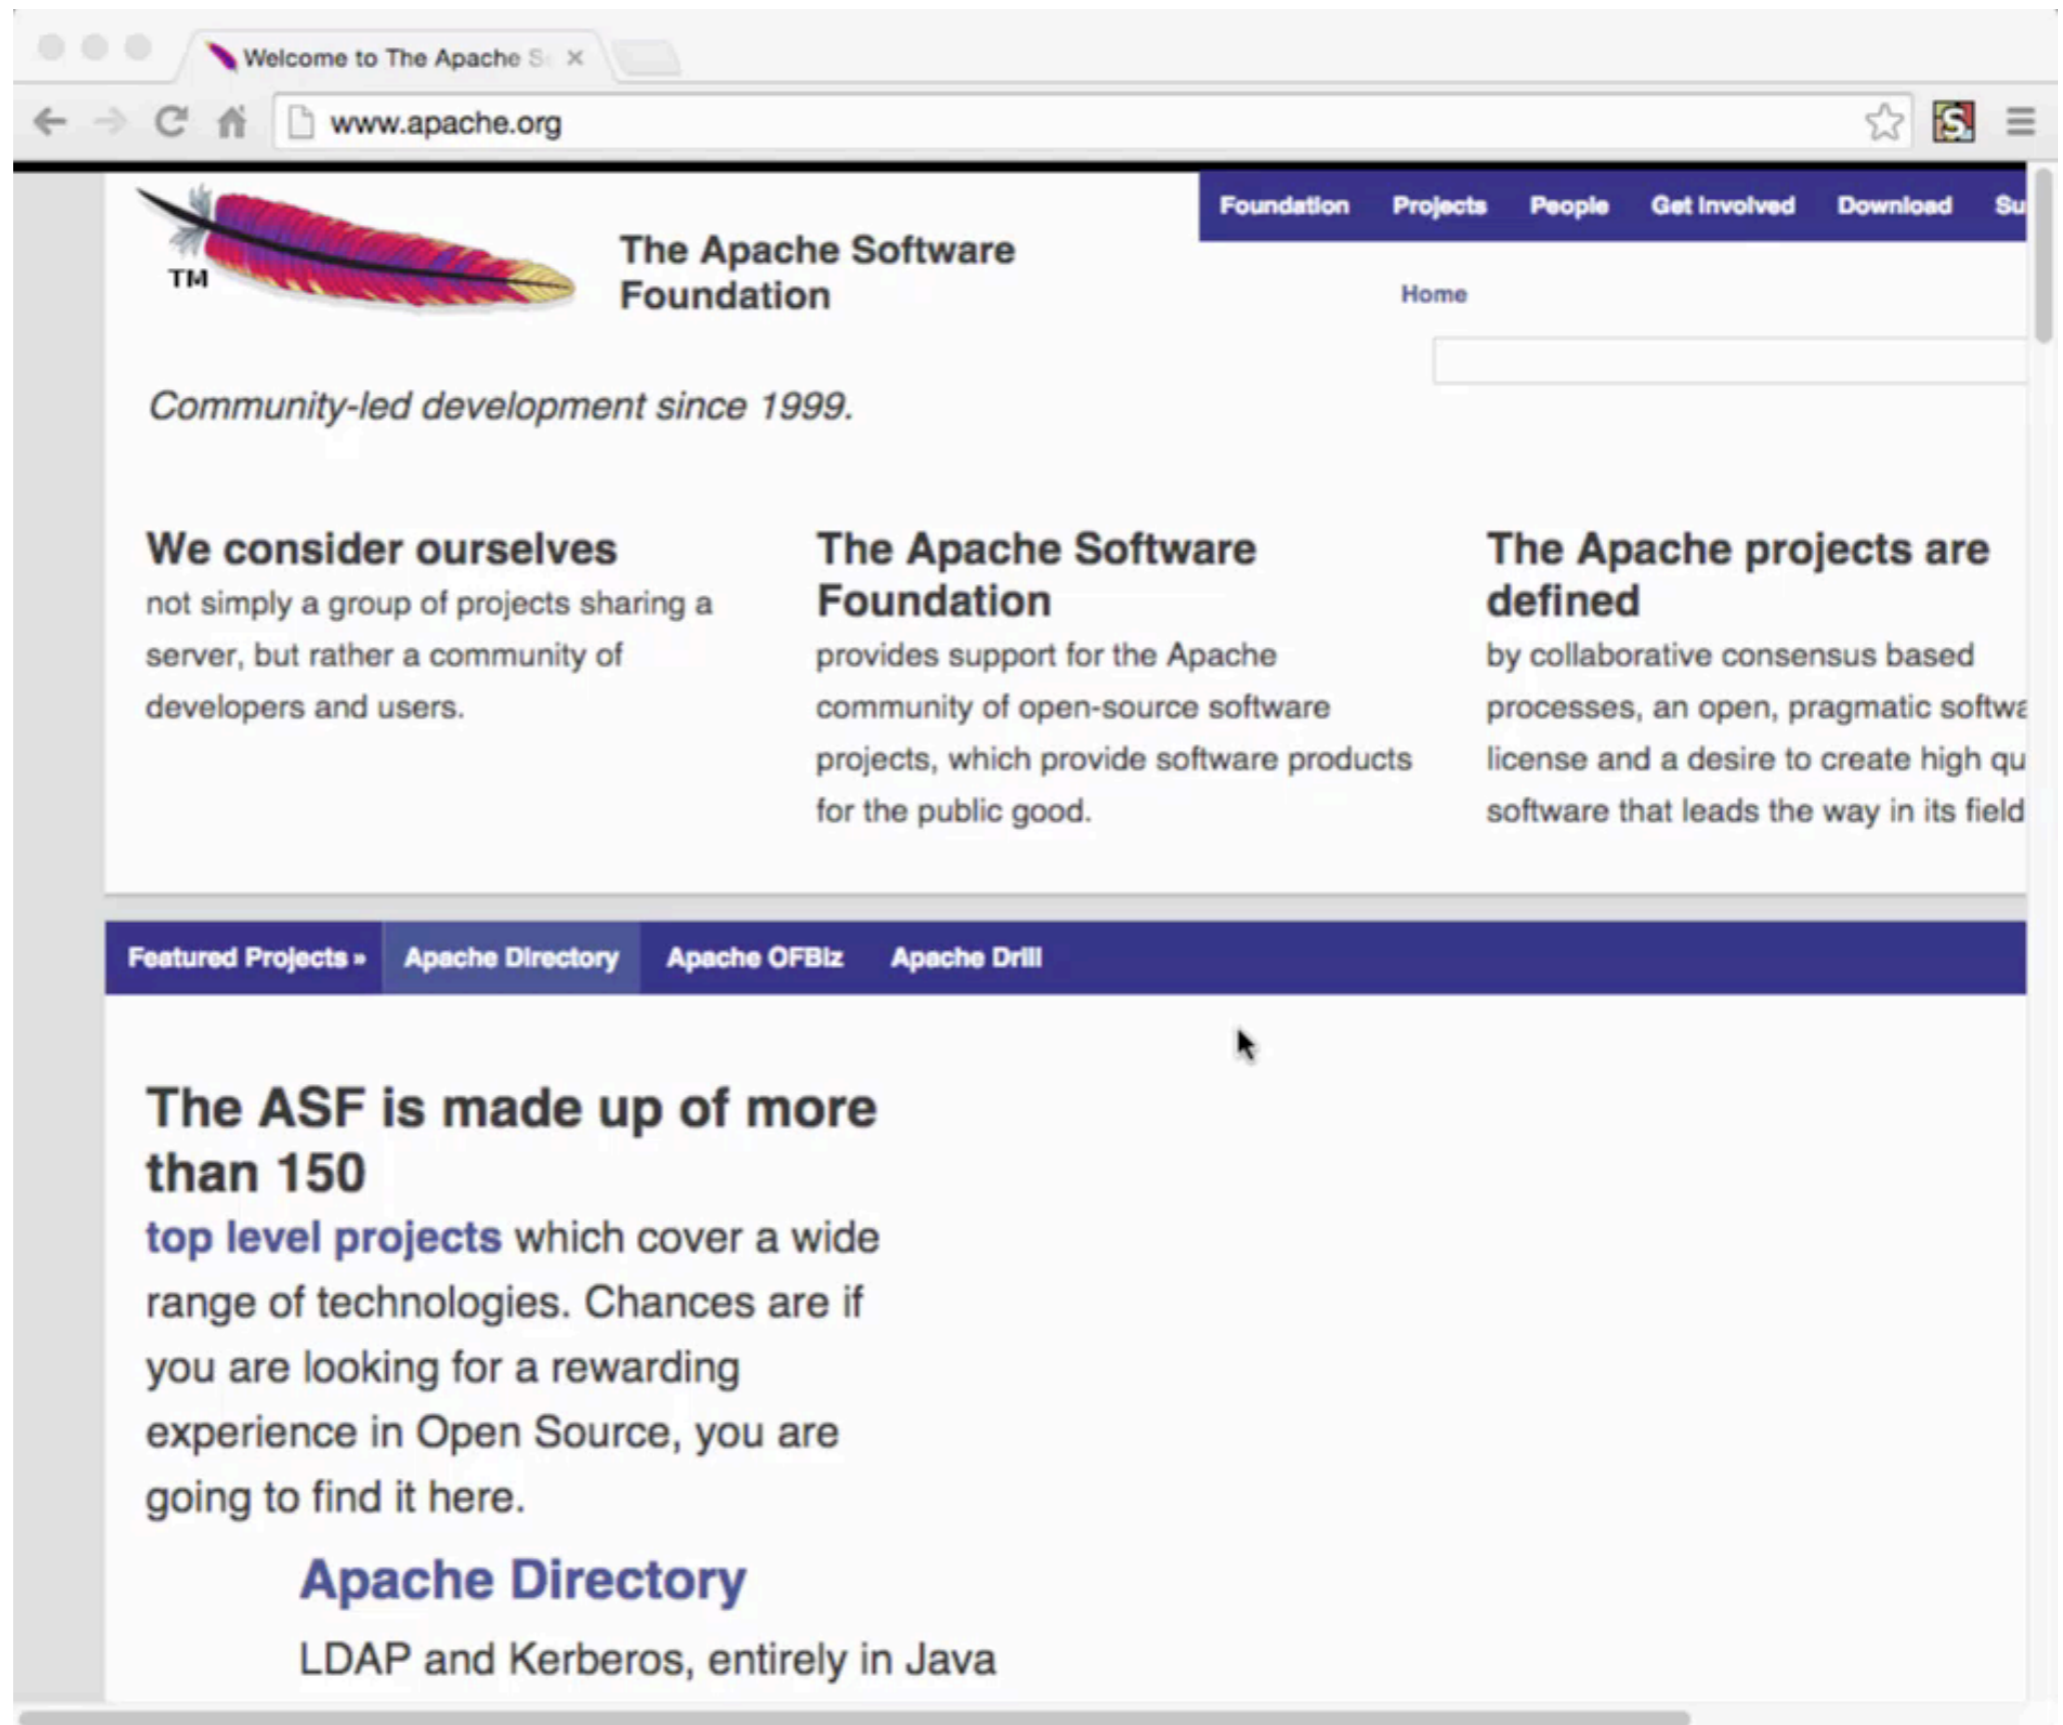 Welcome to The Apache S
www.apache.org
Foundation Projects People Get Involved Download Su
TM
The Apache Software
Foundation
Home
Community-led development since 1999.
We consider ourselves
not simply a group of projects sharing a
server, but rather a community of
developers and users.
The Apache Software
Foundation
provides support for the Apache
community of open-source software
projects, which provide software products
for the public good.
The Apache projects are
defined
by collaborative consensus based
processes, an open, pragmatic softwa
license and a desire to create high qu
software that leads the way in its field
Featured Projects » Apache Directory Apache OFBiz Apache Drill
The ASF is made up of more
than 150
top level projects which cover a wide
range of technologies. Chances are if
you are looking for a rewarding
experience in Open Source, you are
going to find it here.
Apache Directory
LDAP and Kerberos, entirely in Java